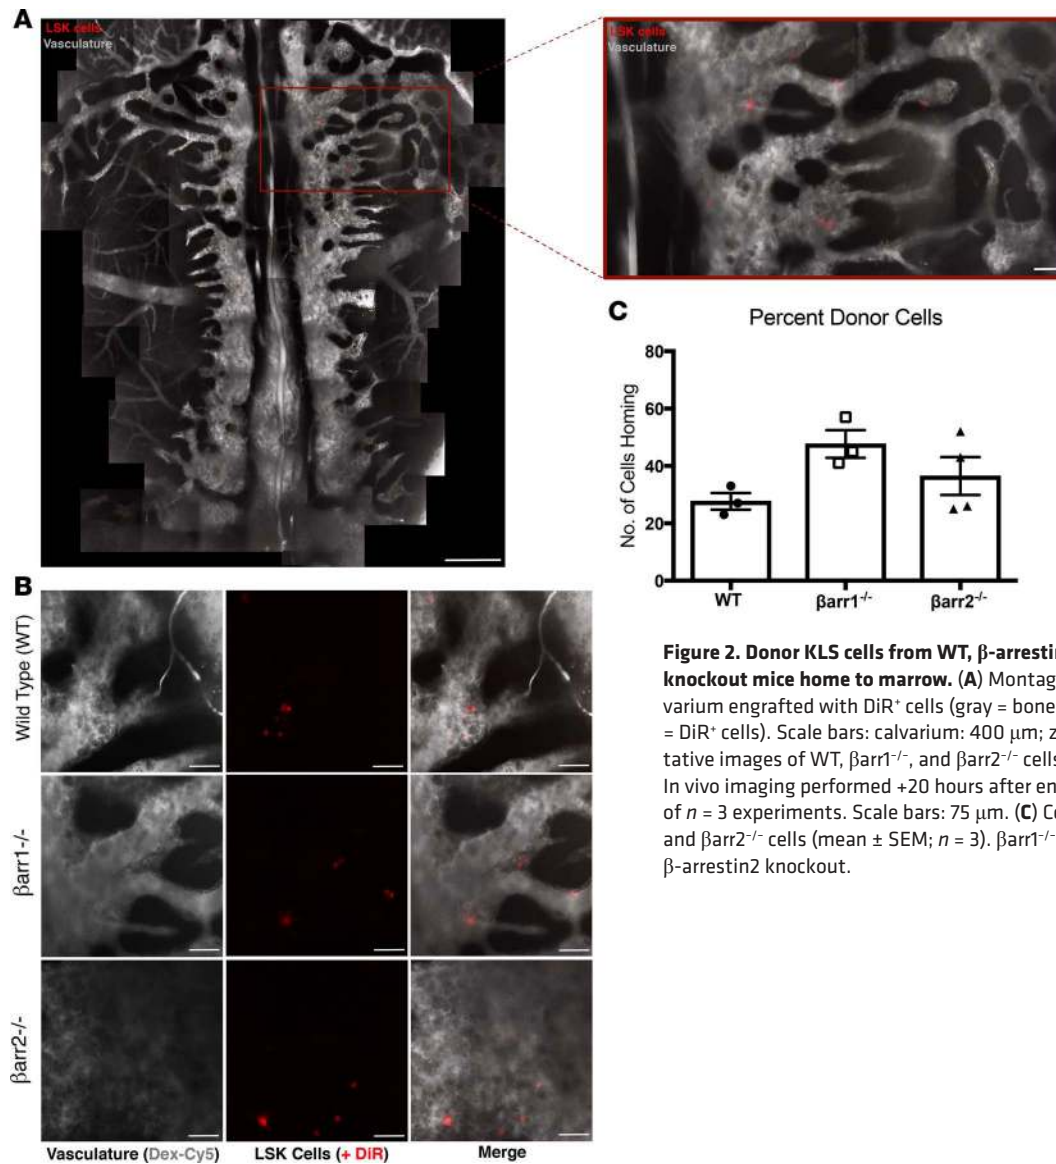 A
LSK cells
Vasculature
LSK cells
Vasculature
C
Percent Donor Cells
No. of Cells Homing
80
60
40
20
0
WT
βarr1⁻/⁻
βarr2⁻/⁻
B
Wild Type (WT)
βarr1-/-
βarr2-/-
Vasculature (Dex-Cy5)
LSK Cells (+ DiR)
Merge
Figure 2. Donor KLS cells from WT, β-arrestin
knockout mice home to marrow. (A) Montag
varium engrafted with DiR⁺ cells (gray = bone
= DiR⁺ cells). Scale bars: calvarium: 400 μm; z
tative images of WT, βarr1⁻/⁻, and βarr2⁻/⁻ cells
In vivo imaging performed +20 hours after en
of n = 3 experiments. Scale bars: 75 μm. (C) Co
and βarr2⁻/⁻ cells (mean ± SEM; n = 3). βarr1⁻/⁻
β-arrestin2 knockout.